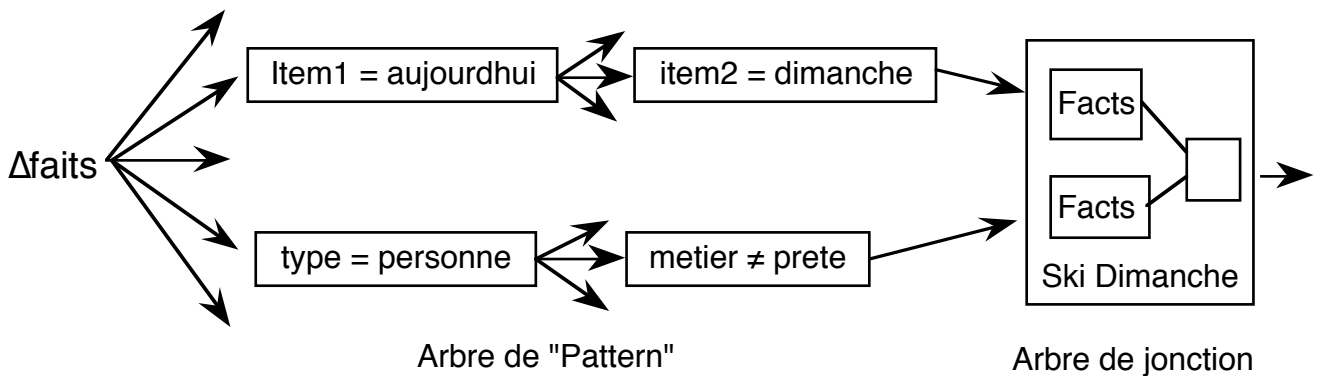 Item1 = aujourdhui
item2 = dimanche
Facts
Δfaits
Facts
type = personne
metier ≠ prete
Ski Dimanche
Arbre de "Pattern"
Arbre de jonction